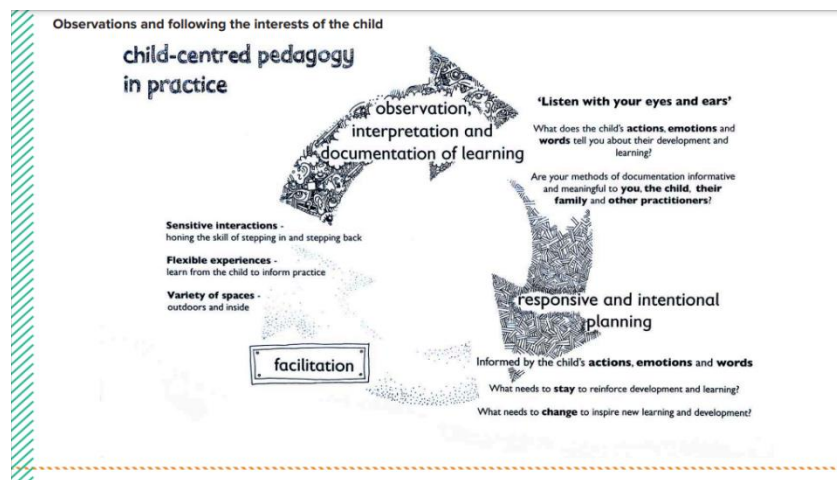 Observations and following the interests of the child
child-centred pedagogy
in practice
observation,
interpretation and
documentation of learning
‘Listen with your eyes and ears’
What does the child's actions, emotions and
words tell you about their development and
learning?
Are your methods of documentation informative
and meaningful to you, the child, their
family and other practitioners?
responsive and intentional
planning
Informed by the child's actions, emotions and words
What needs to stay to reinforce development and learning?
What needs to change to inspire new learning and development?
facilitation
Sensitive interactions -
honing the skill of stepping in and stepping back
Flexible experiences -
learn from the child to inform practice
Variety of spaces -
outdoors and inside